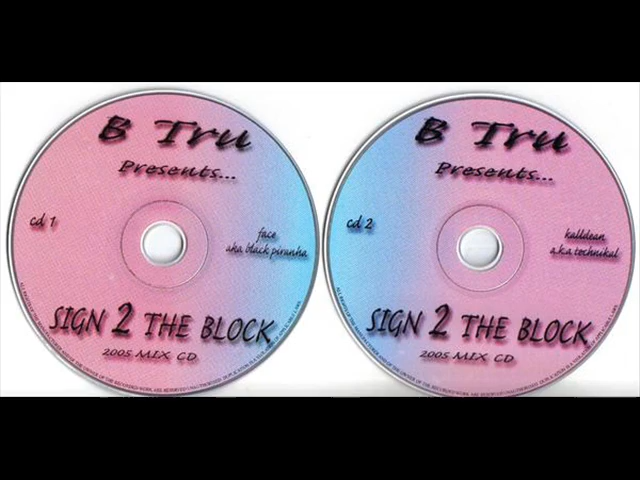 B Tru
Presents...
cd 1
face
aka black piranha
SIGN 2 THE BLOCK
2005 MIX CD
B Tru
Presents...
cd 2
kalldean
a.k.a technikal
SIGN 2 THE BLOCK
2005 MIX CD